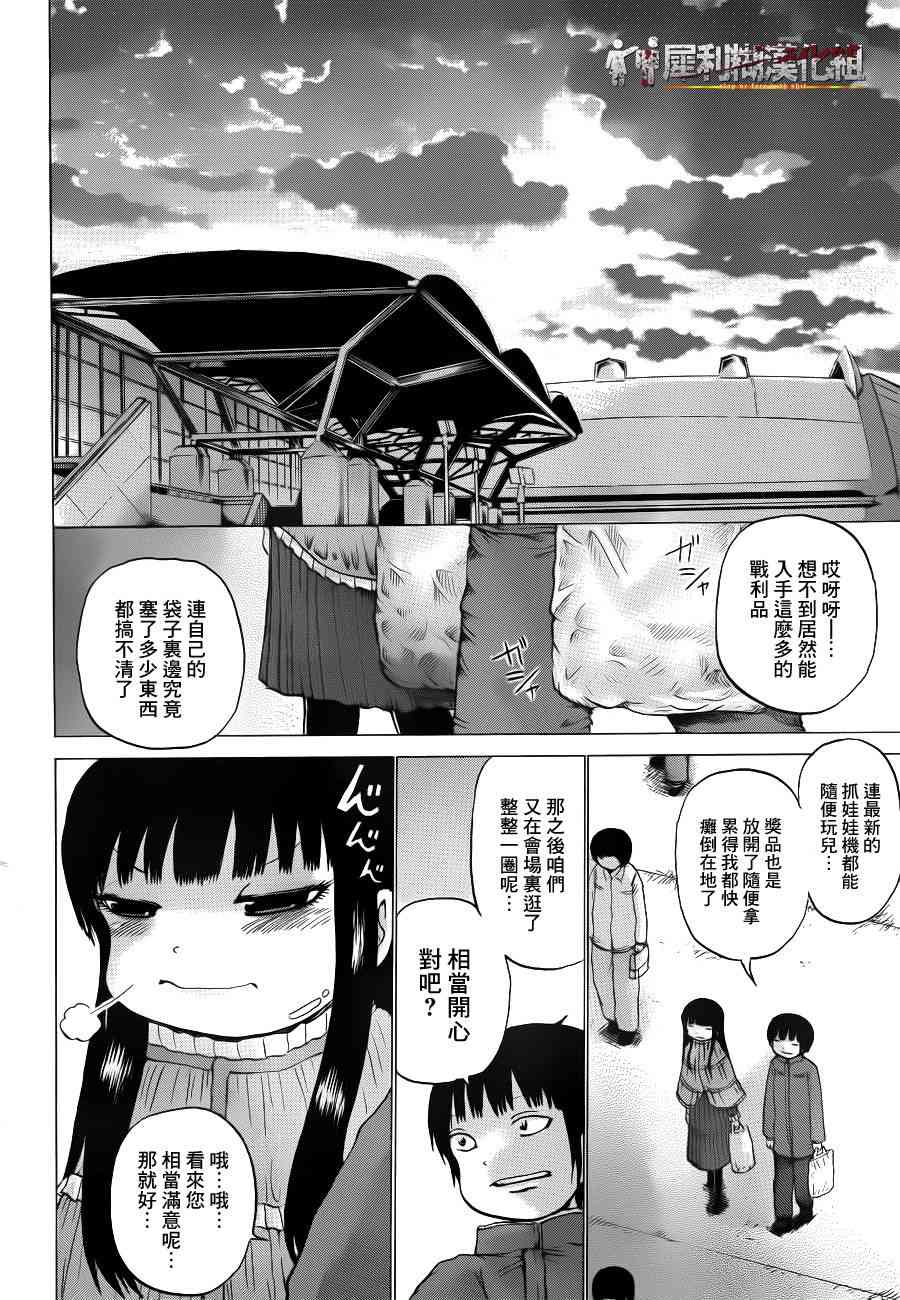 犀利糊漢化組
哎呀呀—…
想不到居然能
入手這麼多的
戰利品
ガ
ジャ
ガ
ジャ
連自己的
袋子裏邊究竟
塞了多少東西
都搞不清了
連最新的
抓娃娃機都能
隨便玩兒…
獎品也是
放開了隨便拿
累得我都快
癱倒在地了
那之後咱們
又在會場裏逛了
整整一圈呢…
相當開心
對吧？
んんん
哦…哦…
看來您
相當滿意呢…
那就好…